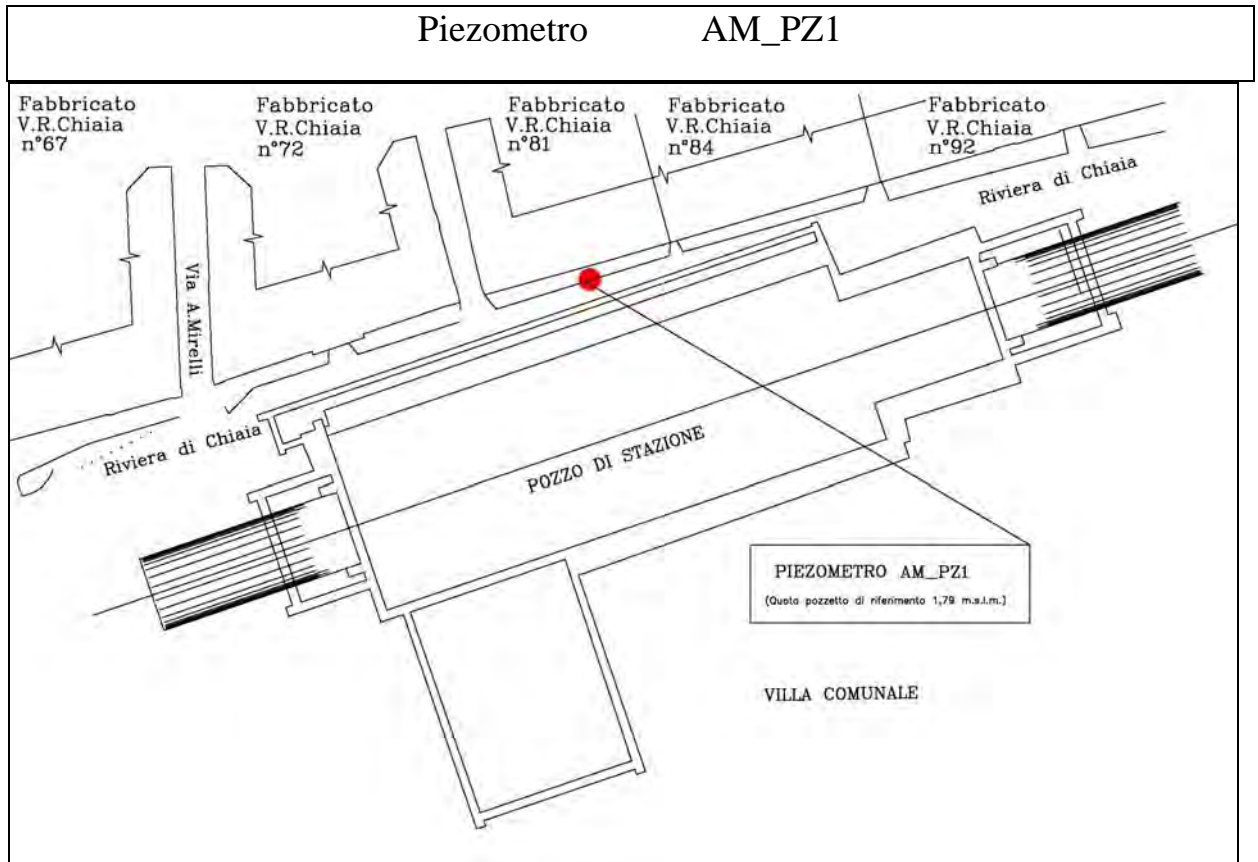 Piezometro AM_PZ1
Fabbricato
V.R.Chiaia
n°67
Fabbricato
V.R.Chiaia
n°72
Fabbricato
V.R.Chiaia
n°81
Fabbricato
V.R.Chiaia
n°84
Fabbricato
V.R.Chiaia
n°92
Riviera di Chiaia
Via A.Mirelli
Riviera di Chiaia
POZZO DI STAZIONE
PIEZOMETRO AM_PZ1
(Quota pozzetto di riferimento 1,79 m.s.l.m.)
VILLA COMUNALE